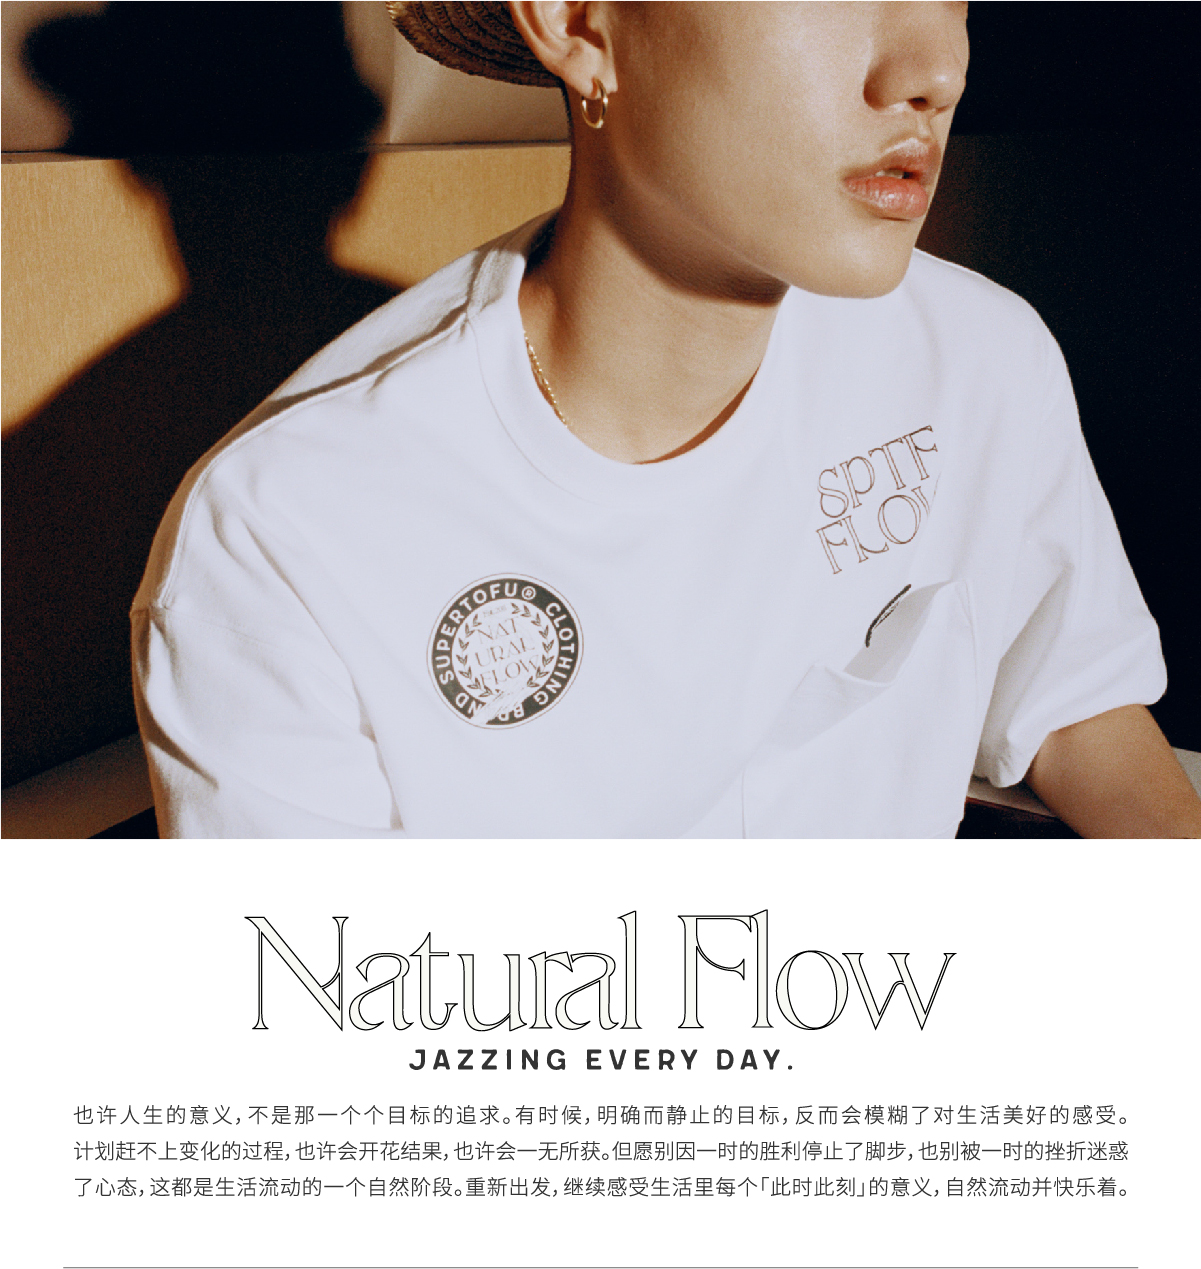 SPTF
FLOW
SUPERTOFU® CLOTHING BRAND
NAT
URAL
FLOW
Natural Flow
JAZZING EVERY DAY.
也许人生的意义，不是那一个个目标的追求。有时候，明确而静止的目标，反而会模糊了对生活美好的感受。
计划赶不上变化的过程，也许会开花结果，也许会一无所获。但愿别因一时的胜利停止了脚步，也别被一时的挫折迷惑
了心态，这都是生活流动的一个自然阶段。重新出发，继续感受生活里每个「此时此刻」的意义，自然流动并快乐着。